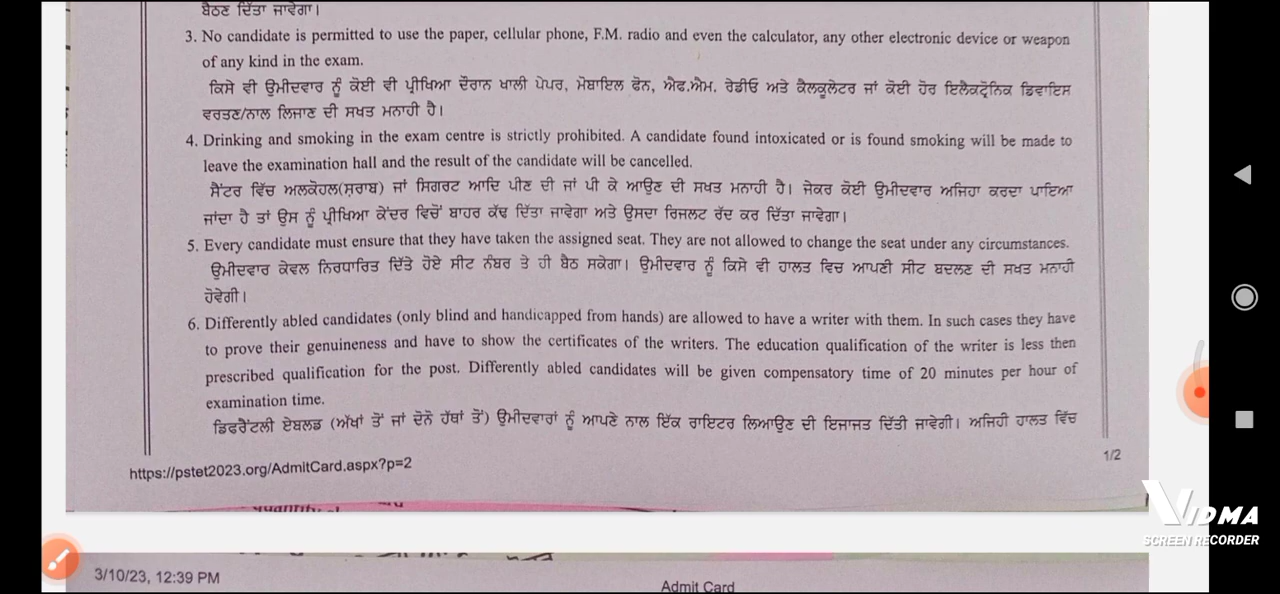 ਬੈਠਣ ਦਿੱਤਾ ਜਾਵੇਗਾ।
3. No candidate is permitted to use the paper, cellular phone, F.M. radio and even the calculator, any other electronic device or weapon
of any kind in the exam.
ਕਿਸੇ ਵੀ ਉਮੀਦਵਾਰ ਨੂੰ ਕੋਈ ਵੀ ਪ੍ਰੀਖਿਆ ਦੌਰਾਨ ਖਾਲੀ ਪੇਪਰ, ਮੋਬਾਇਲ ਫੋਨ, ਐਫ.ਐਮ. ਰੇਡੀਓ ਅਤੇ ਕੈਲਕੂਲੇਟਰ ਜਾਂ ਕੋਈ ਹੋਰ ਇਲੈਕਟ੍ਰੋਨਿਕ ਡਿਵਾਇਸ
ਵਰਤਣ/ਨਾਲ ਲਿਜਾਣ ਦੀ ਸਖਤ ਮਨਾਹੀ ਹੈ।
4. Drinking and smoking in the exam centre is strictly prohibited. A candidate found intoxicated or is found smoking will be made to
leave the examination hall and the result of the candidate will be cancelled.
ਸੈਂਟਰ ਵਿੱਚ ਅਲਕੋਹਲ(ਸ਼ਰਾਬ) ਜਾਂ ਸਿਗਰਟ ਆਦਿ ਪੀਣ ਦੀ ਜਾਂ ਪੀ ਕੇ ਆਉਣ ਦੀ ਸਖਤ ਮਨਾਹੀ ਹੈ। ਜੇਕਰ ਕੋਈ ਉਮੀਦਵਾਰ ਅਜਿਹਾ ਕਰਦਾ ਪਾਇਆ
ਜਾਂਦਾ ਹੈ ਤਾਂ ਉਸ ਨੂੰ ਪ੍ਰੀਖਿਆ ਕੇਂਦਰ ਵਿਚੋਂ ਬਾਹਰ ਕੱਢ ਦਿੱਤਾ ਜਾਵੇਗਾ ਅਤੇ ਉਸਦਾ ਰਿਜਲਟ ਰੱਦ ਕਰ ਦਿੱਤਾ ਜਾਵੇਗਾ।
5. Every candidate must ensure that they have taken the assigned seat. They are not allowed to change the seat under any circumstances.
ਉਮੀਦਵਾਰ ਕੇਵਲ ਨਿਰਧਾਰਿਤ ਦਿੱਤੇ ਹੋਏ ਸੀਟ ਨੰਬਰ ਤੇ ਹੀ ਬੈਠ ਸਕੇਗਾ। ਉਮੀਦਵਾਰ ਨੂੰ ਕਿਸੇ ਵੀ ਹਾਲਤ ਵਿਚ ਆਪਣੀ ਸੀਟ ਬਦਲਣ ਦੀ ਸਖਤ ਮਨਾਹੀ
ਹੋਵੇਗੀ।
6. Differently abled candidates (only blind and handicapped from hands) are allowed to have a writer with them. In such cases they have
to prove their genuineness and have to show the certificates of the writers. The education qualification of the writer is less then
prescribed qualification for the post. Differently abled candidates will be given compensatory time of 20 minutes per hour of
examination time.
ਡਿਫਰੈਂਟਲੀ ਏਬਲਡ (ਅੱਖਾਂ ਤੋਂ ਜਾਂ ਦੋਨੋ ਹੱਥਾਂ ਤੋਂ) ਉਮੀਦਵਾਰਾਂ ਨੂੰ ਆਪਣੇ ਨਾਲ ਇੱਕ ਰਾਇਟਰ ਲਿਆਉਣ ਦੀ ਇਜਾਜਤ ਦਿੱਤੀ ਜਾਵੇਗੀ। ਅਜਿਹੀ ਹਾਲਤ ਵਿੱਚ
https://pstet2023.org/AdmitCard.aspx?p=2
1/2
VIDMA
SCREEN RECORDER
3/10/23, 12:39 PM
Admit Card